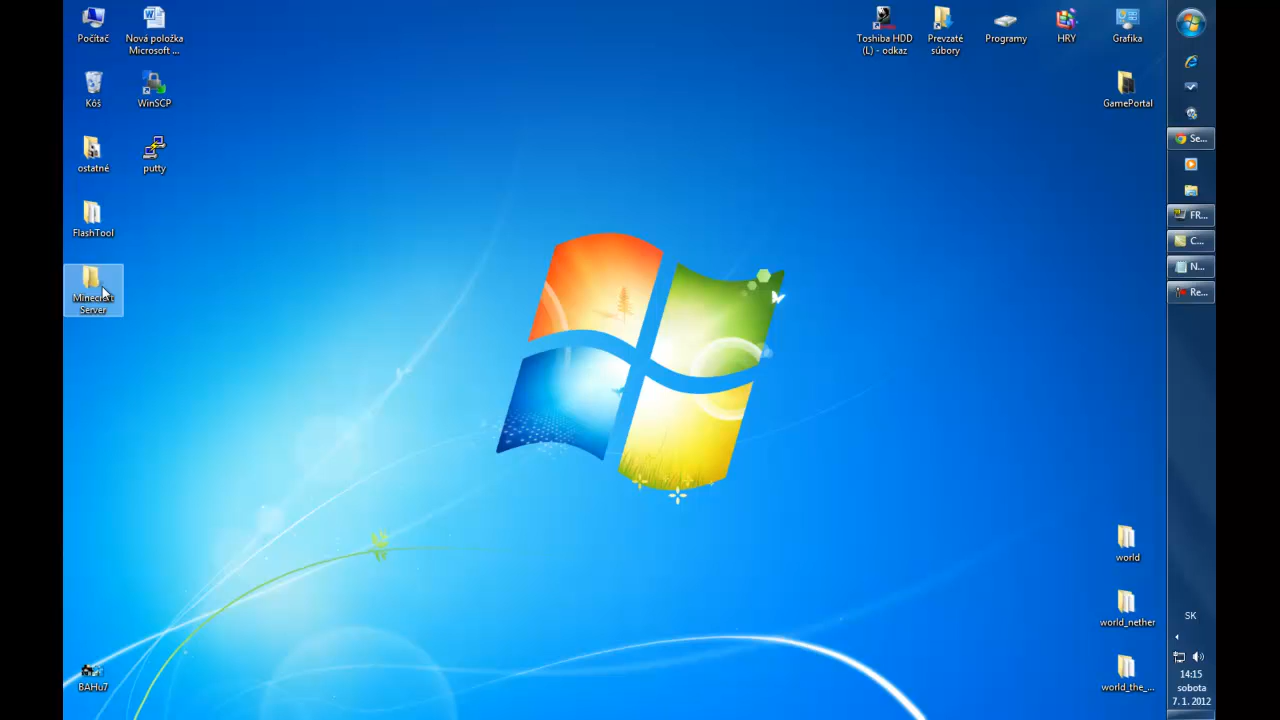 Počítač
Nová položka
Microsoft ...
Kôš
WinSCP
ostatné
putty
FlashTool
Minecraft
Server
BAHu7
Toshiba HDD
(L) - odkaz
Prevzaté
súbory
Programy
HRY
Grafika
GamePortal
world
world_nether
world_the_...
Se...
FR...
C...
N...
Re...
SK
14:15
sobota
7. 1. 2012